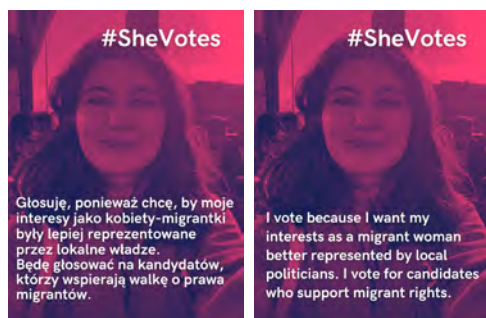 #SheVotes
Głosuję, ponieważ chcę, by moje
interesy jako kobiety-migrantki
były lepiej reprezentowane
przez lokalne władze.
Będę głosować na kandydatów,
którzy wspierają walkę o prawa
migrantów.
#SheVotes
I vote because I want my
interests as a migrant woman
better represented by local
politicians. I vote for candidates
who support migrant rights.